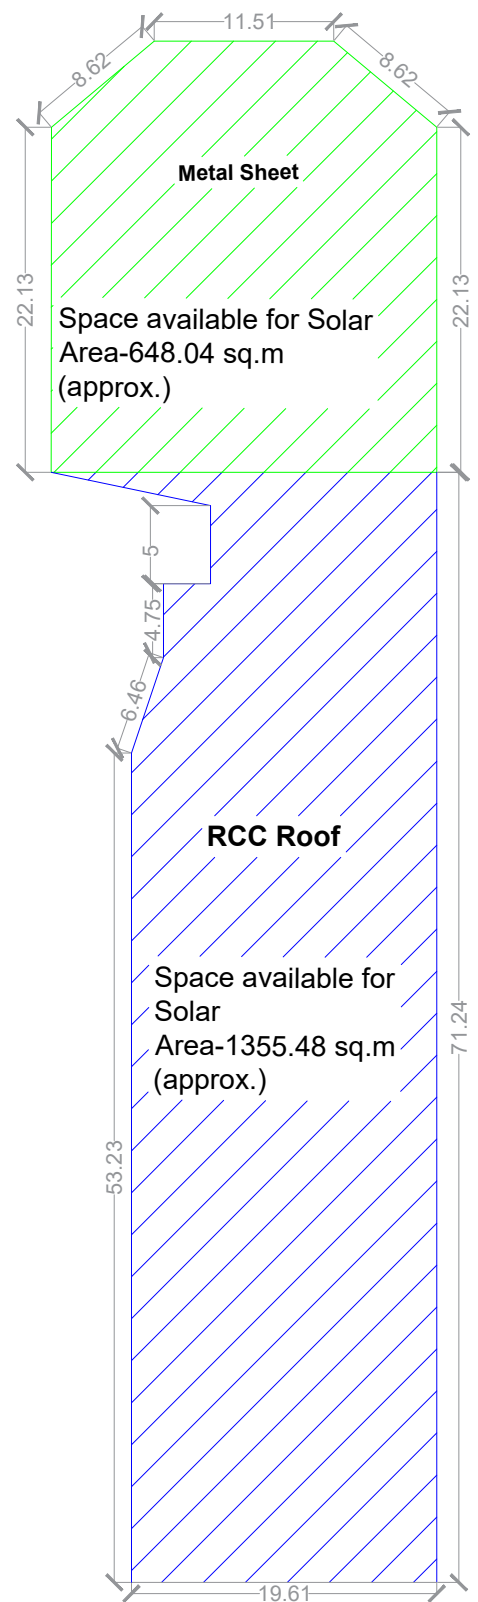 11.51
8.62
8.62
Metal Sheet
22.13
22.13
Space available for Solar
Area-648.04 sq.m
(approx.)
5
4.75
6.46
RCC Roof
Space available for
Solar
Area-1355.48 sq.m
(approx.)
71.24
53.23
19.61